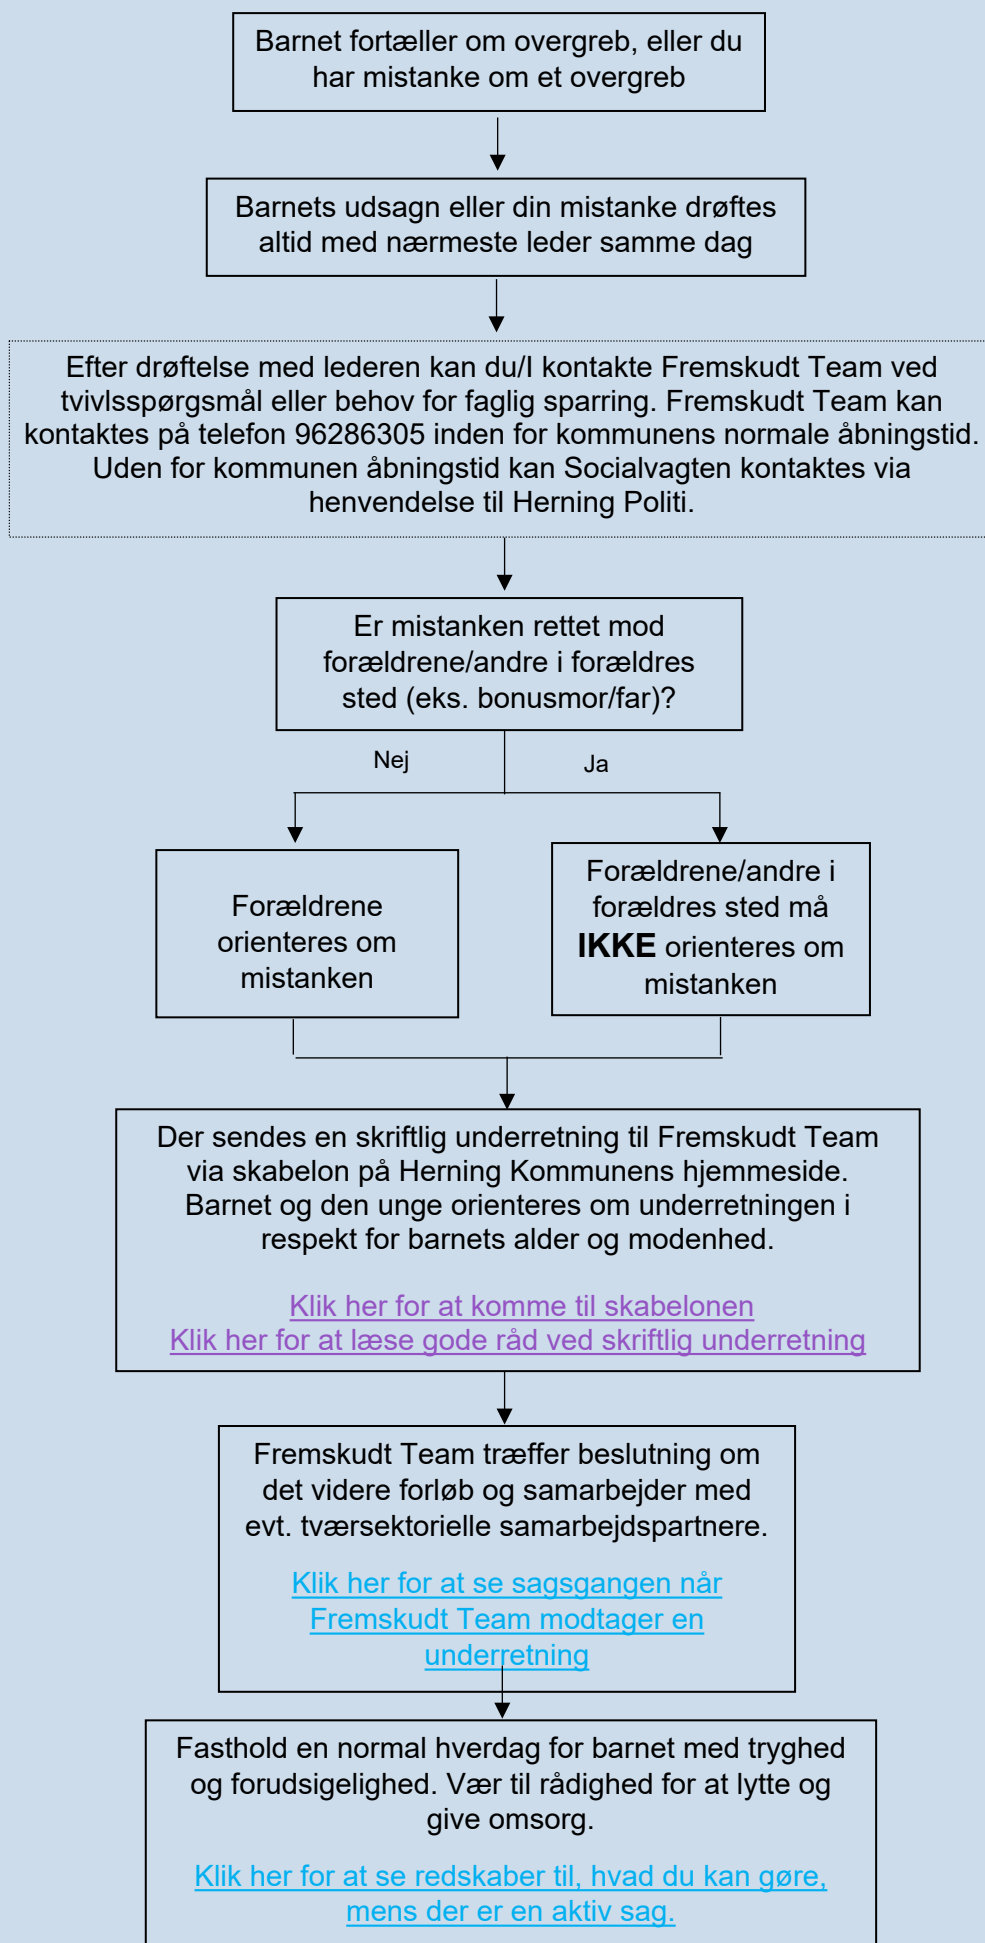 Barnet fortæller om overgreb, eller du
har mistanke om et overgreb
Barnets udsagn eller din mistanke drøftes
altid med nærmeste leder samme dag
Efter drøftelse med lederen kan du/I kontakte Fremskudt Team ved
tvivlsspørgsmål eller behov for faglig sparring. Fremskudt Team kan
kontaktes på telefon 96286305 inden for kommunens normale åbningstid.
Uden for kommunen åbningstid kan Socialvagten kontaktes via
henvendelse til Herning Politi.
Er mistanken rettet mod
forældrene/andre i forældres
sted (eks. bonusmor/far)?
Nej
Ja
Forældrene
orienteres om
mistanken
Forældrene/andre i
forældres sted må
IKKE orienteres om
mistanken
Der sendes en skriftlig underretning til Fremskudt Team
via skabelon på Herning Kommunens hjemmeside.
Barnet og den unge orienteres om underretningen i
respekt for barnets alder og modenhed.
Klik her for at komme til skabelonen
Klik her for at læse gode råd ved skriftlig underretning
Fremskudt Team træffer beslutning om
det videre forløb og samarbejder med
evt. tværsektorielle samarbejdspartnere.
Klik her for at se sagsgangen når
Fremskudt Team modtager en
underretning
Fasthold en normal hverdag for barnet med tryghed
og forudsigelighed. Vær til rådighed for at lytte og
give omsorg.
Klik her for at se redskaber til, hvad du kan gøre,
mens der er en aktiv sag.